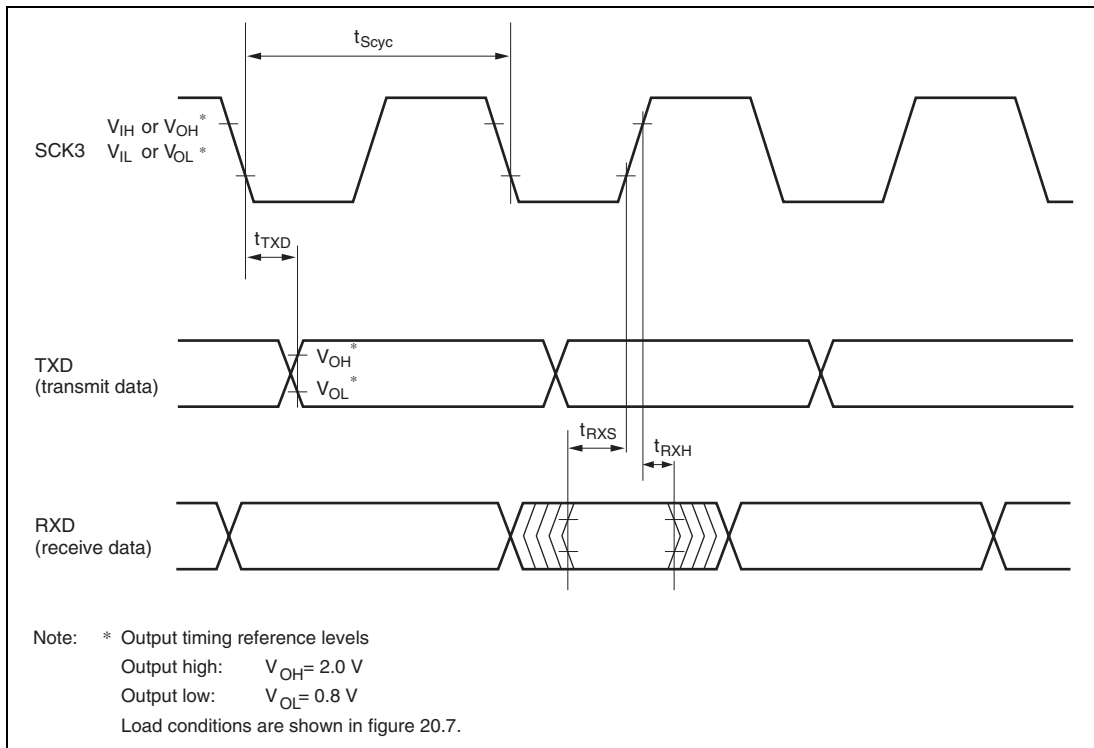 tScyc
VIH or VOH*
SCK3
VIL or VOL*
tTXD
TXD
(transmit data)
VOH*
VOL*
tRXS
tRXH
RXD
(receive data)
Note: * Output timing reference levels
Output high: VOH= 2.0 V
Output low: VOL= 0.8 V
Load conditions are shown in figure 20.7.